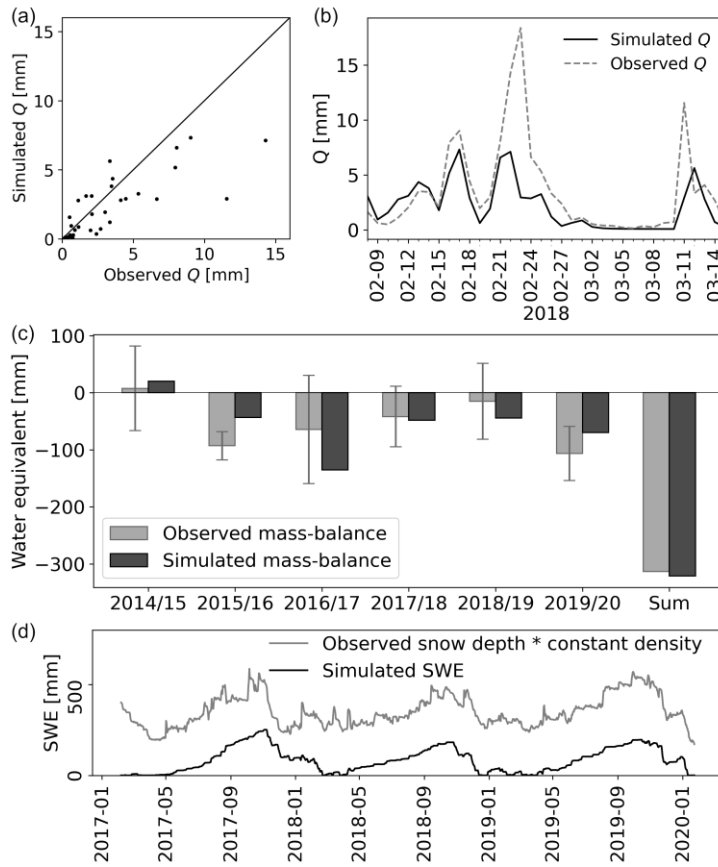 (a)
15
10
5
0
Simulated Q [mm]
0 5 10 15
Observed Q [mm]
(b)
Simulated Q
Observed Q
15
10
5
0
Q [mm]
02-09 02-12 02-15 02-18 02-21 02-24 02-27 03-02 03-05 03-08 03-11 03-14
2018
(c)
100
0
−100
−200
−300
Water equivalent [mm]
Observed mass-balance
Simulated mass-balance
2014/15 2015/16 2016/17 2017/18 2018/19 2019/20 Sum
(d)
Observed snow depth * constant density
Simulated SWE
500
0
SWE [mm]
2017-01 2017-05 2017-09 2018-01 2018-05 2018-09 2019-01 2019-05 2019-09 2020-01